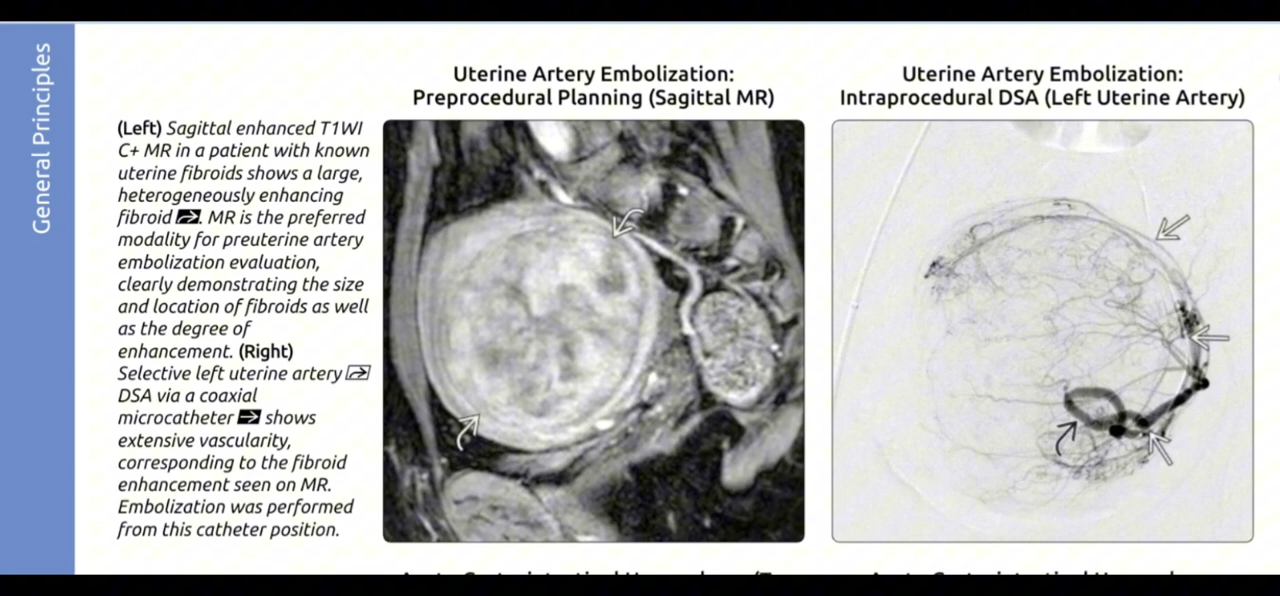 General Principles
(Left) Sagittal enhanced T1WI
C+ MR in a patient with known
uterine fibroids shows a large,
heterogeneously enhancing
fibroid. MR is the preferred
modality for preuterine artery
embolization evaluation,
clearly demonstrating the size
and location of fibroids as well
as the degree of
enhancement. (Right)
Selective left uterine artery
DSA via a coaxial
microcatheter shows
extensive vascularity,
corresponding to the fibroid
enhancement seen on MR.
Embolization was performed
from this catheter position.
Uterine Artery Embolization:
Preprocedural Planning (Sagittal MR)
Uterine Artery Embolization:
Intraprocedural DSA (Left Uterine Artery)